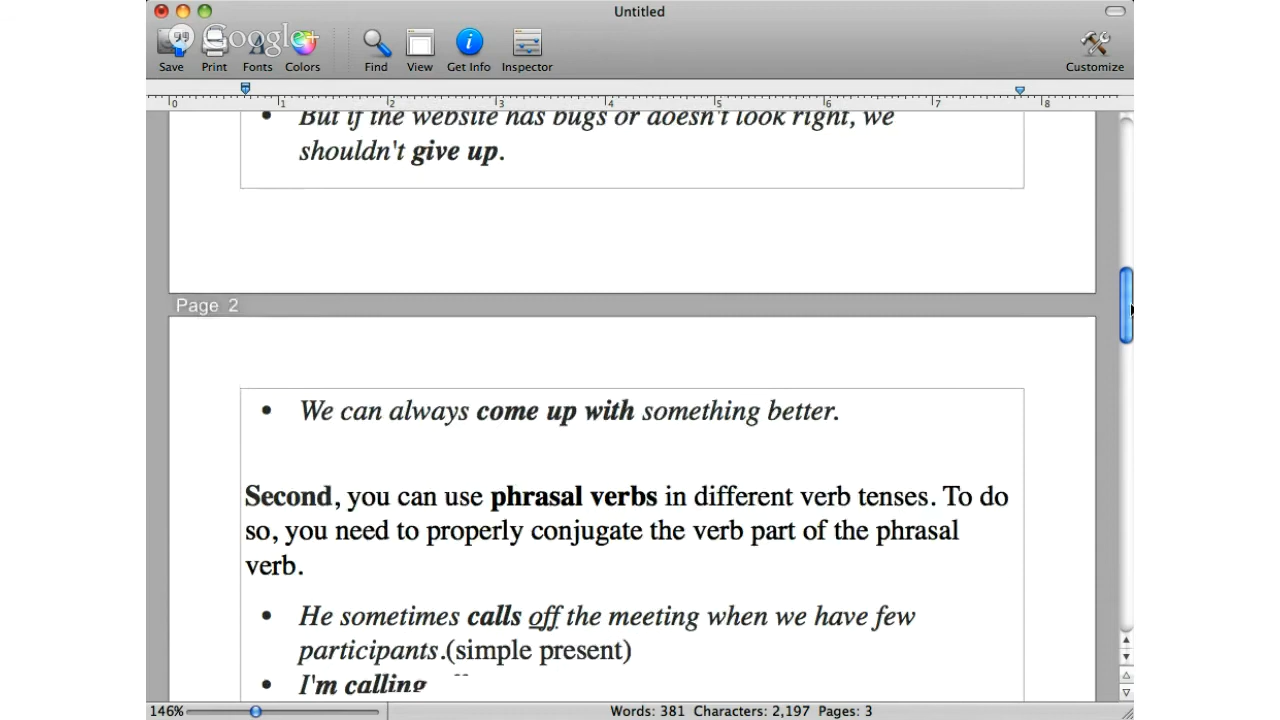 Untitled
Google+
Save Print Fonts Colors Find View Get Info Inspector Customize
0 1 2 3 4 5 6 7 8
• But if the website has bugs or doesn't look right, we
shouldn't give up.
Page 2
• We can always come up with something better.
Second, you can use phrasal verbs in different verb tenses. To do
so, you need to properly conjugate the verb part of the phrasal
verb.
• He sometimes calls off the meeting when we have few
participants.(simple present)
• I'm calling
146% Words: 381 Characters: 2,197 Pages: 3